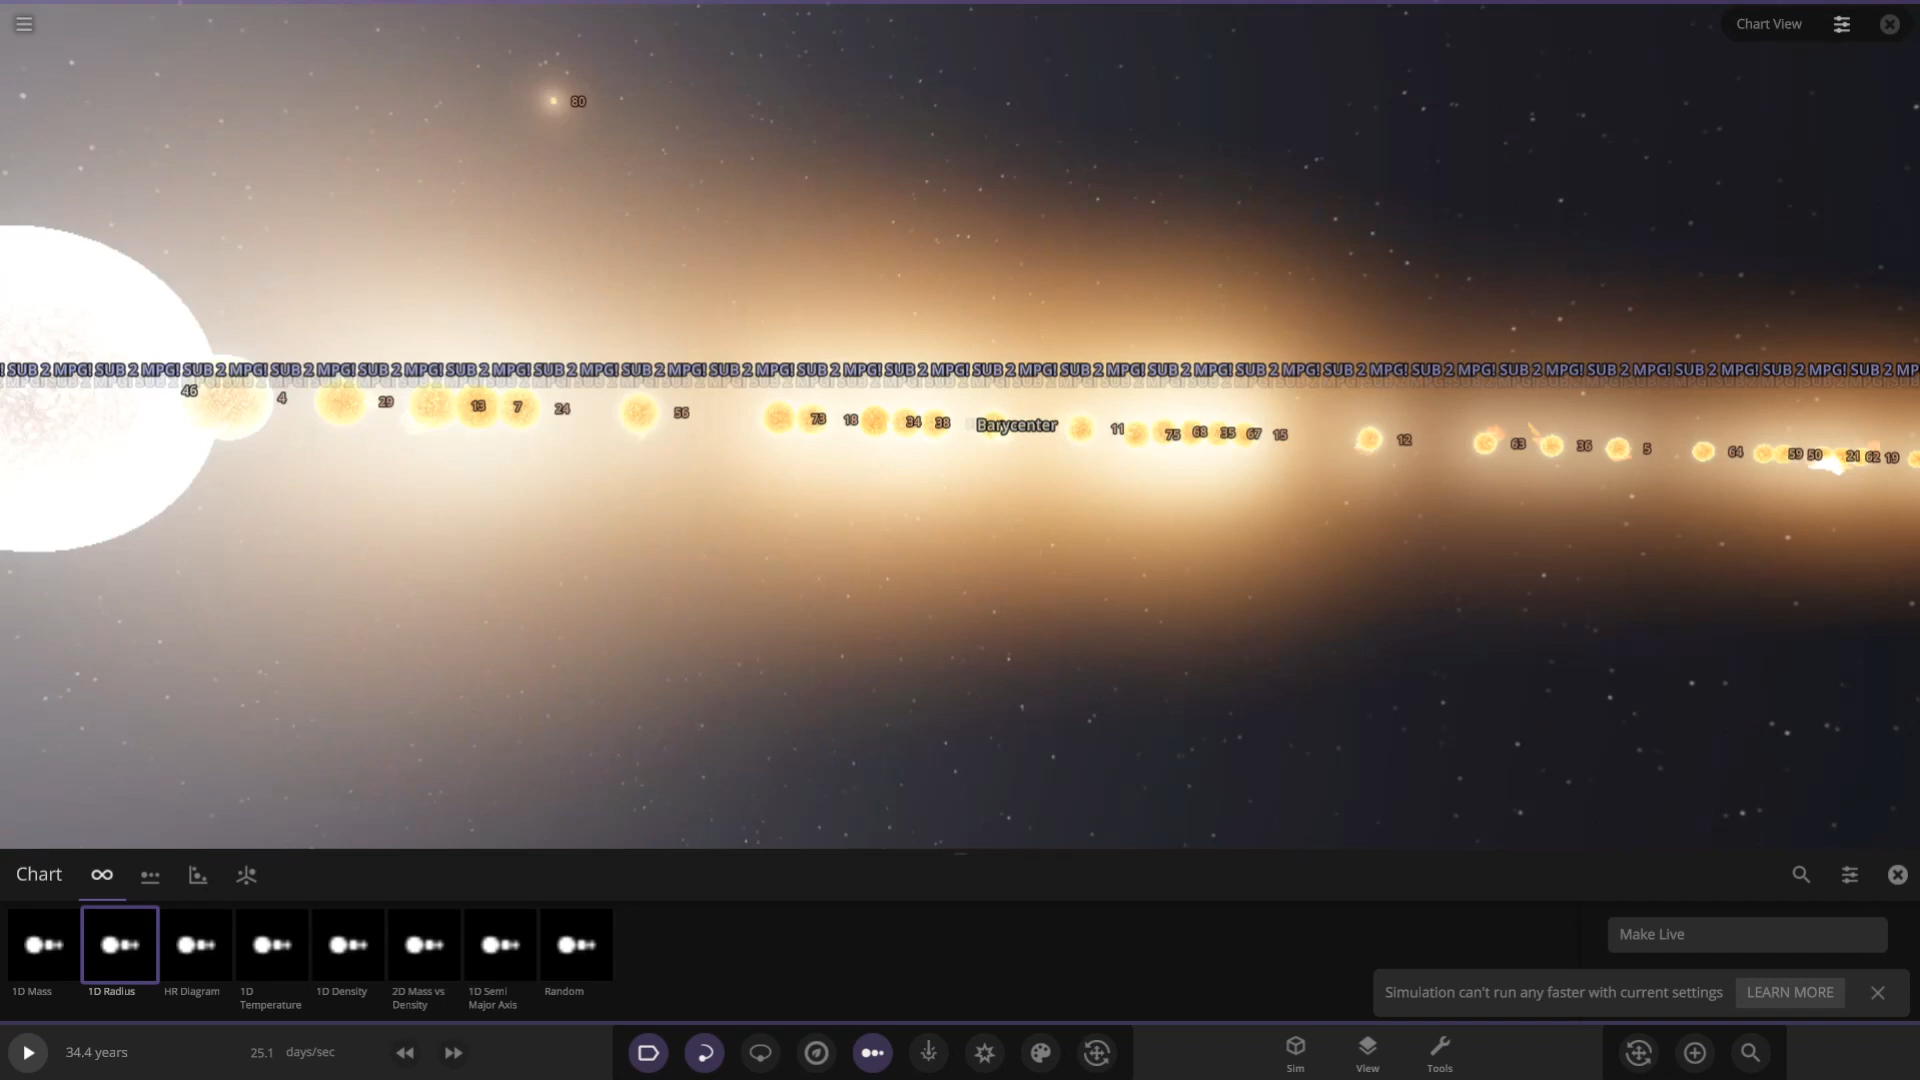 Chart View
80
! SUB 2 MPG! SUB 2 MPG! SUB 2 MPG! SUB 2 MPG! SUB 2 MPG! SUB 2 MPG! SUB 2 MPG! SUB 2 MPG! SUB 2 MPG! SUB 2 MPG! SUB 2 MPG! SUB 2 MPG! SUB 2 MPG! SUB 2 MPG! SUB 2 MPG! SUB 2 MPG! SUB 2 MPG! SUB 2 MPG! SUB 2 MPG! SUB 2 MPG! SUB 2 MPG! SUB 2 MP
46 4 29 13 7 24 56 73 18 34 38 Barycenter 11 75 68 35 67 15 12 63 36 5 64 59 50 21 62 19
Chart
Make Live
1D Mass
1D Radius
HR Diagram
1D
Temperature
1D Density
2D Mass vs
Density
1D Semi
Major Axis
Random
Simulation can't run any faster with current settings LEARN MORE
34.4 years 25.1 days/sec
Sim View Tools